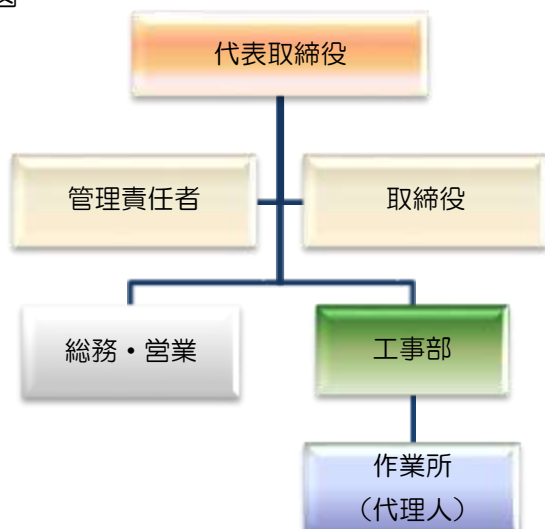 図
代表取締役
管理責任者
取締役
総務・営業
工事部
作業所
（代理人）